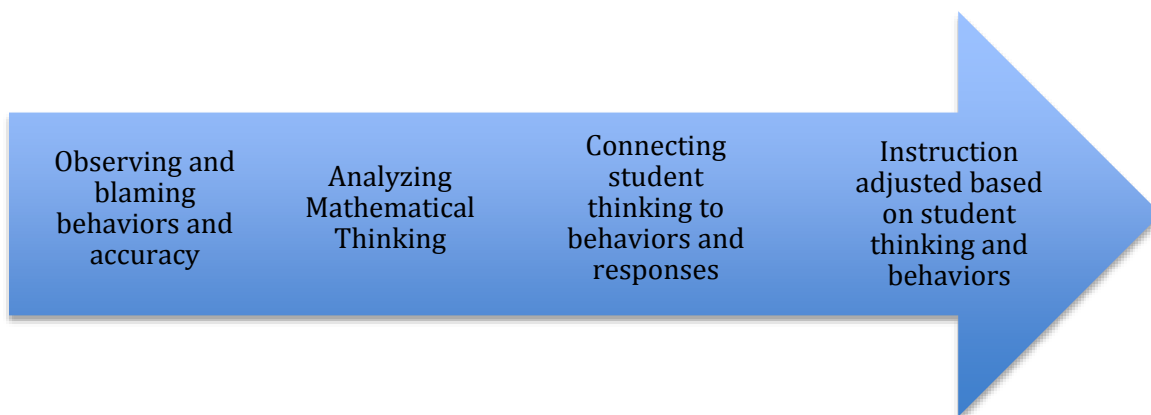 Observing and
blaming
behaviors and
accuracy
Analyzing
Mathematical
Thinking
Connecting
student
thinking to
behaviors and
responses
Instruction
adjusted based
on student
thinking and
behaviors